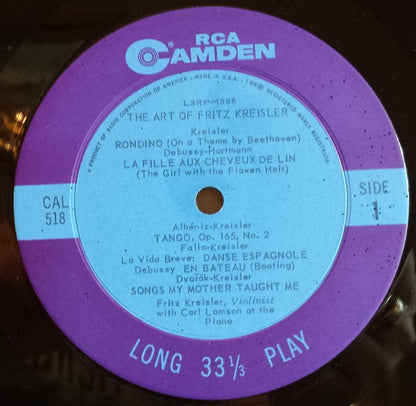 RCA
CAMDEN
A PRODUCT OF RADIO CORPORATION OF AMERICA • MADE IN U.S.A. • TMK® REGISTERED MARCA REGISTRADA
L3RP-1386
THE ART OF FRITZ KREISLER
Kreisler
RONDINO (On a Theme by Beethoven)
Debussy-Hartmann
LA FILLE AUX CHEVEUX DE LIN
(The Girl with the Flaxen Hair)
CAL
518
SIDE
1
Albéniz-Kreisler
TANGO, Op. 165, No. 2
Falla-Kreisler
La Vida Breve: DANSE ESPAGNOLE
Debussy EN BATEAU (Boating)
Dvořák-Kreisler
SONGS MY MOTHER TAUGHT ME
Fritz Kreisler, Violinist
with Carl Lamson at the
Piano
LONG 33⅓ PLAY